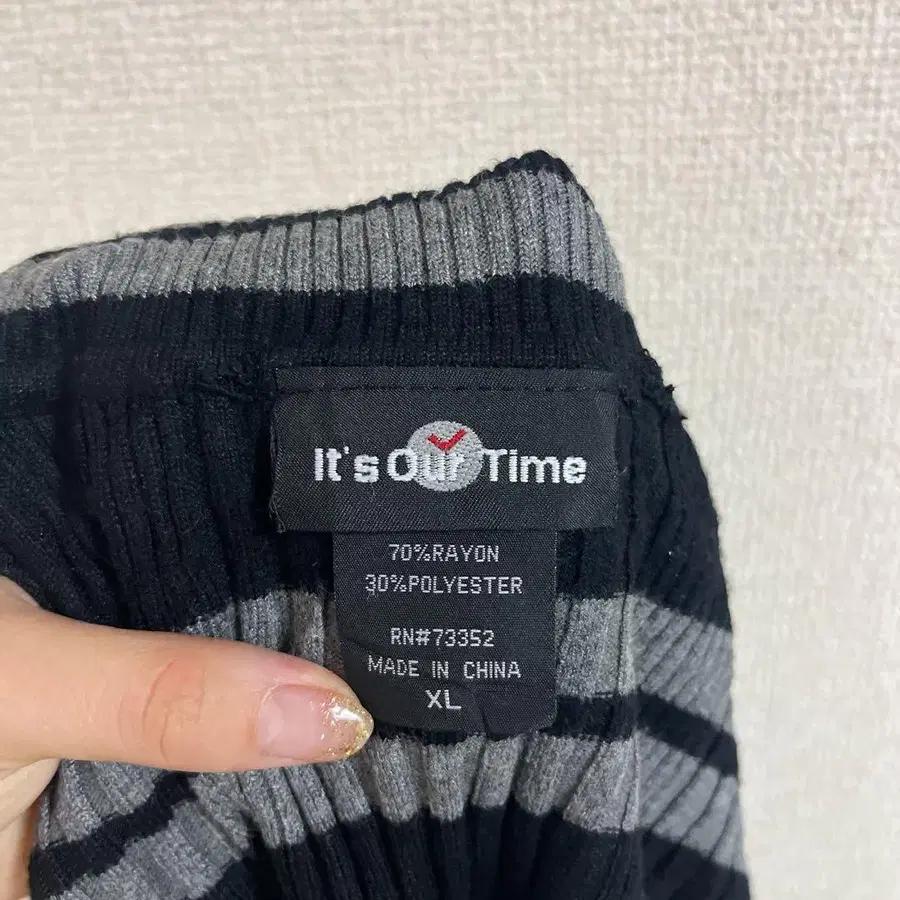 It's Our Time
70%RAYON
30%POLYESTER
RN#73352
MADE IN CHINA
XL